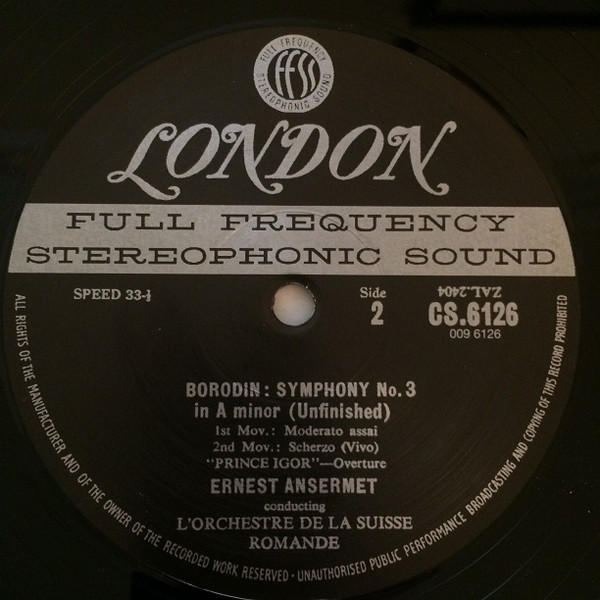 FULL FREQUENCY
FFSS
STEREOPHONIC SOUND
LONDON
FULL FREQUENCY
STEREOPHONIC SOUND
SPEED 33-⅓
Side
2
ZAL.2404
CS.6126
009 6126
BORODIN: SYMPHONY No. 3
in A minor (Unfinished)
1st Mov.: Moderato assai
2nd Mov.: Scherzo (Vivo)
"PRINCE IGOR"—Overture
ERNEST ANSERMET
conducting
L'ORCHESTRE DE LA SUISSE
ROMANDE
ALL RIGHTS OF THE MANUFACTURER AND OF THE OWNER OF THE RECORDED WORK RESERVED · UNAUTHORISED PUBLIC PERFORMANCE BROADCASTING AND COPYING OF THIS RECORD PROHIBITED